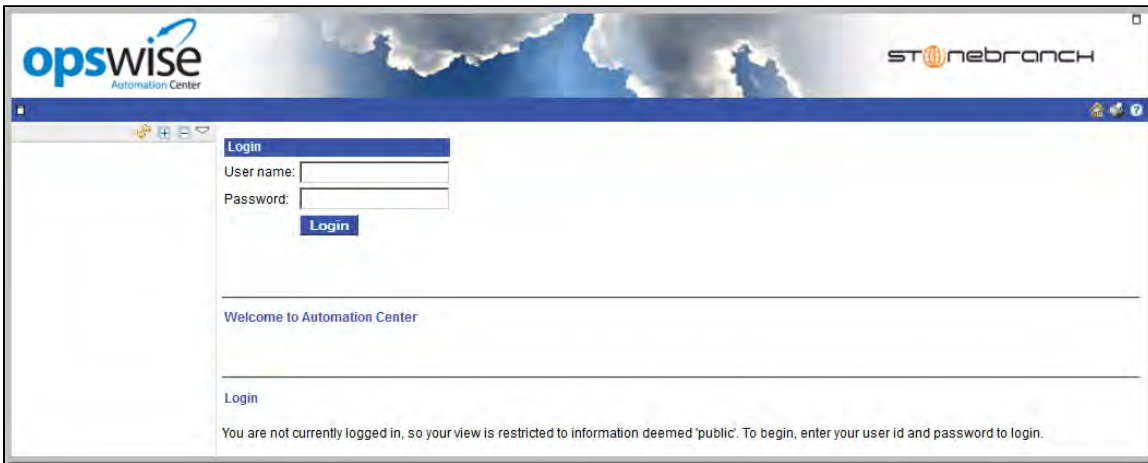 opswise
Automation Center
STONEBRANCH
Login
User name:
Password:
Login
Welcome to Automation Center
Login
You are not currently logged in, so your view is restricted to information deemed 'public'. To begin, enter your user id and password to login.